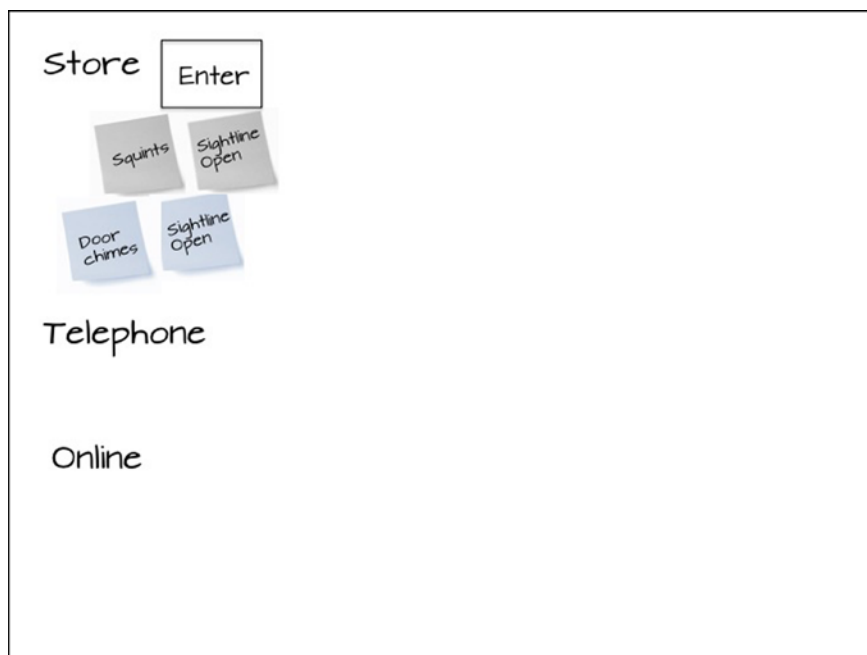 Store
Enter
Squints
Sightline
Open
Door
chimes
Sightline
Open
Telephone
Online